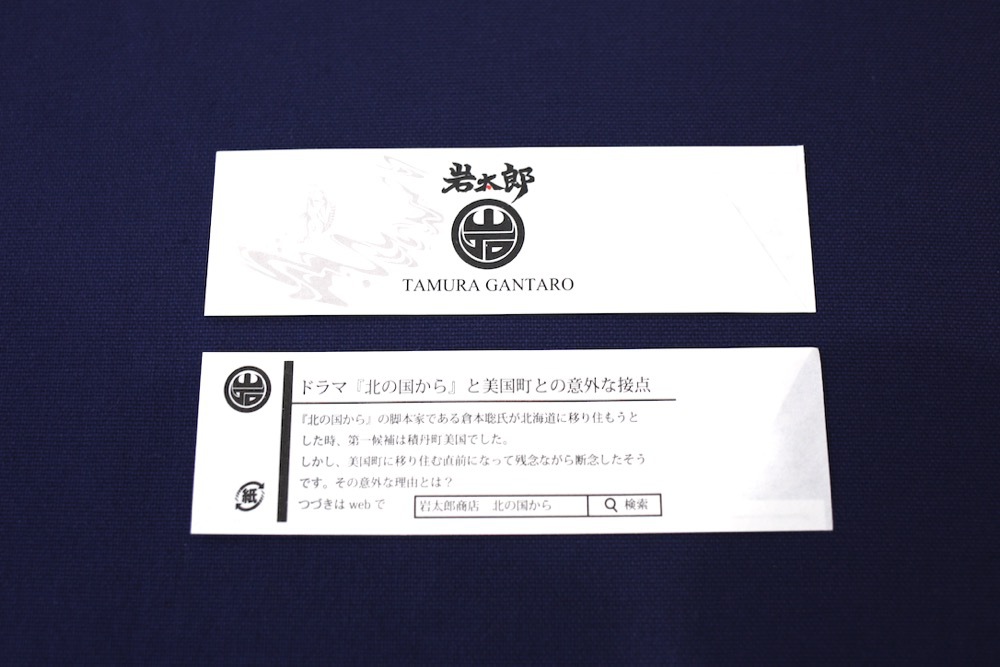 岩太郎
岩
TAMURA GANTARO
ドラマ『北の国から』と美国町との意外な接点
『北の国から』の脚本家である倉本聰氏が北海道に移り住もうと
した時、第一候補は積丹町美国でした。
しかし、美国町に移り住む直前になって残念ながら断念したそう
です。その意外な理由とは？
つづきは web で
岩太郎商店　北の国から
検索
岩
紙